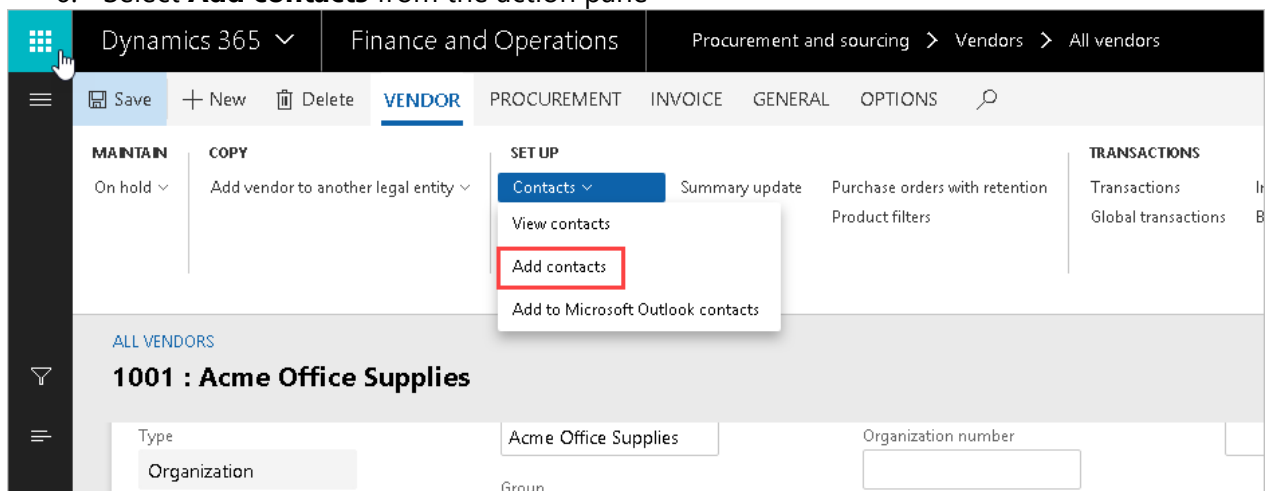 Select Add contacts from the action pane
Dynamics 365 Finance and Operations Procurement and sourcing > Vendors > All vendors
Save + New Delete VENDOR PROCUREMENT INVOICE GENERAL OPTIONS
MAINTAIN COPY SET UP TRANSACTIONS
On hold Add vendor to another legal entity Contacts Summary update Purchase orders with retention Transactions
View contacts Product filters Global transactions
Add contacts
Add to Microsoft Outlook contacts
ALL VENDORS
1001 : Acme Office Supplies
Type Acme Office Supplies Organization number
Organization
Group